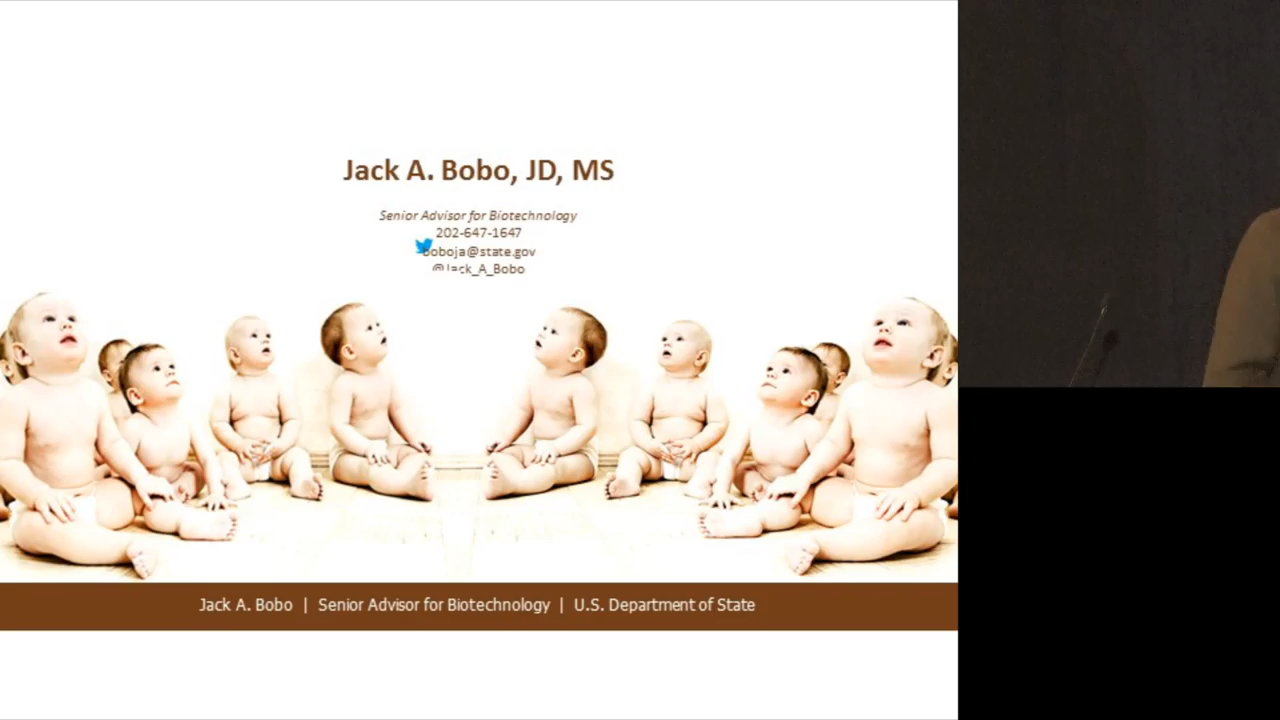 Jack A. Bobo, JD, MS
Senior Advisor for Biotechnology
202-647-1647
boboja@state.gov
@Jack_A_Bobo
Jack A. Bobo | Senior Advisor for Biotechnology | U.S. Department of State